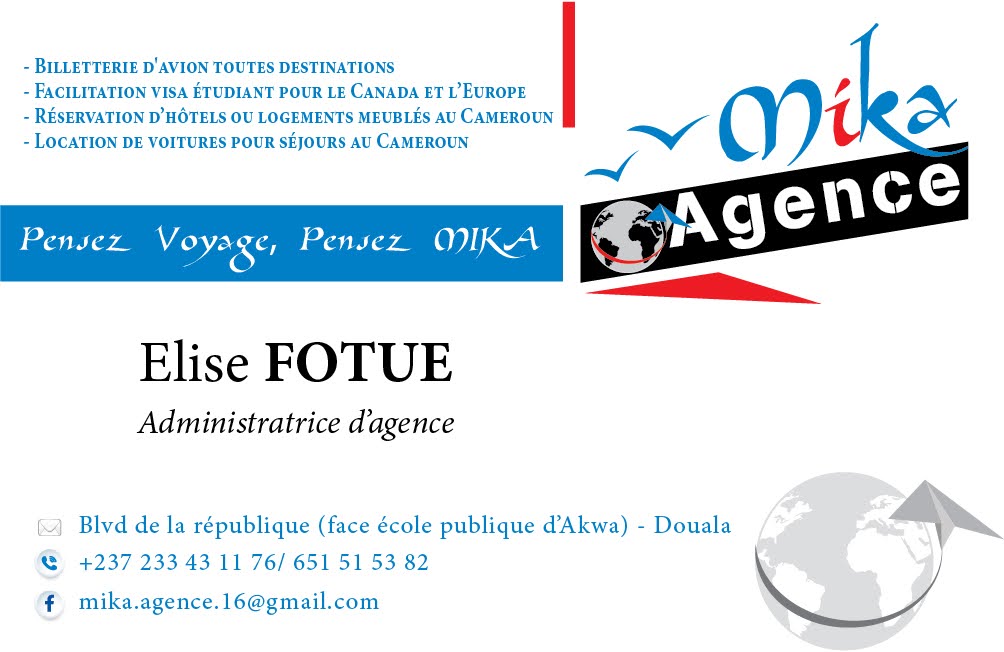 - Billetterie d'avion toutes destinations
- Facilitation visa étudiant pour le Canada et l’Europe
- Réservation d’hôtels ou logements meublés au Cameroun
- Location de voitures pour séjours au Cameroun
Mika
Agence
Pensez Voyage, Pensez MIKA
Elise FOTUE
Administratrice d’agence
Blvd de la république (face école publique d’Akwa) - Douala
+237 233 43 11 76/ 651 51 53 82
mika.agence.16@gmail.com